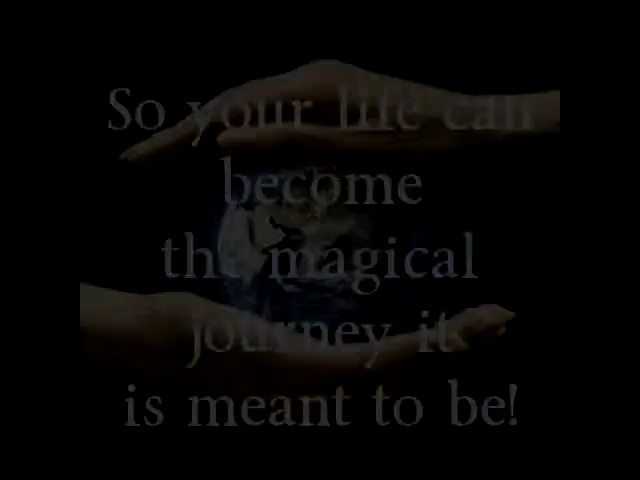 So your life can
become
the magical
journey it
is meant to be!